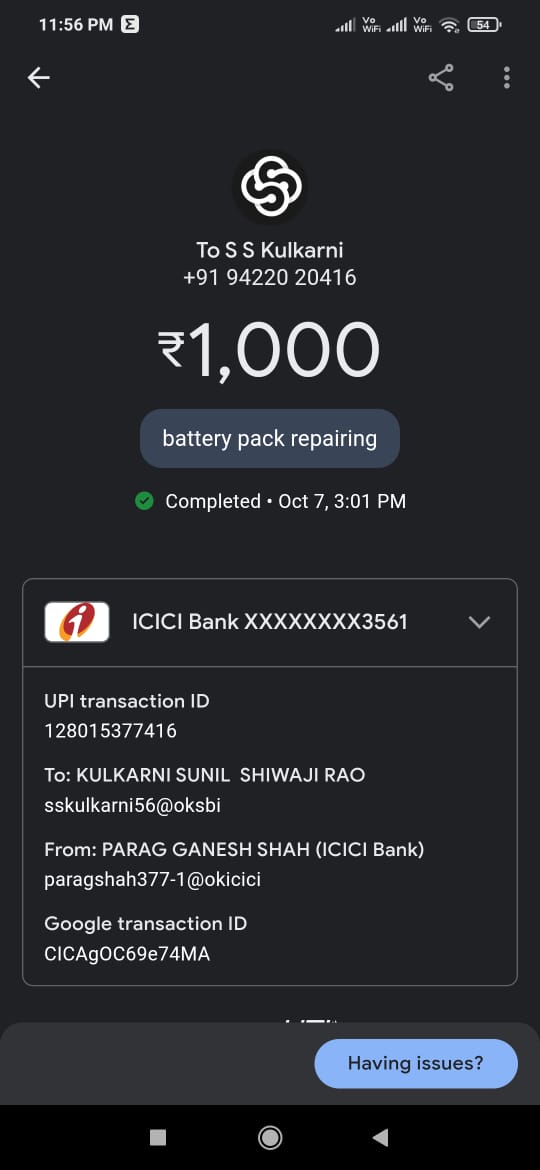 11:56 PM Σ Vo WiFi Vo WiFi 54
To S S Kulkarni
+91 94220 20416
₹1,000
battery pack repairing
Completed • Oct 7, 3:01 PM
ICICI Bank XXXXXXXX3561
UPI transaction ID
128015377416
To: KULKARNI SUNIL  SHIWAJI RAO
sskulkarni56@oksbi
From: PARAG GANESH SHAH (ICICI Bank)
paragshah377-1@okicici
Google transaction ID
CICAgOC69e74MA
Having issues?